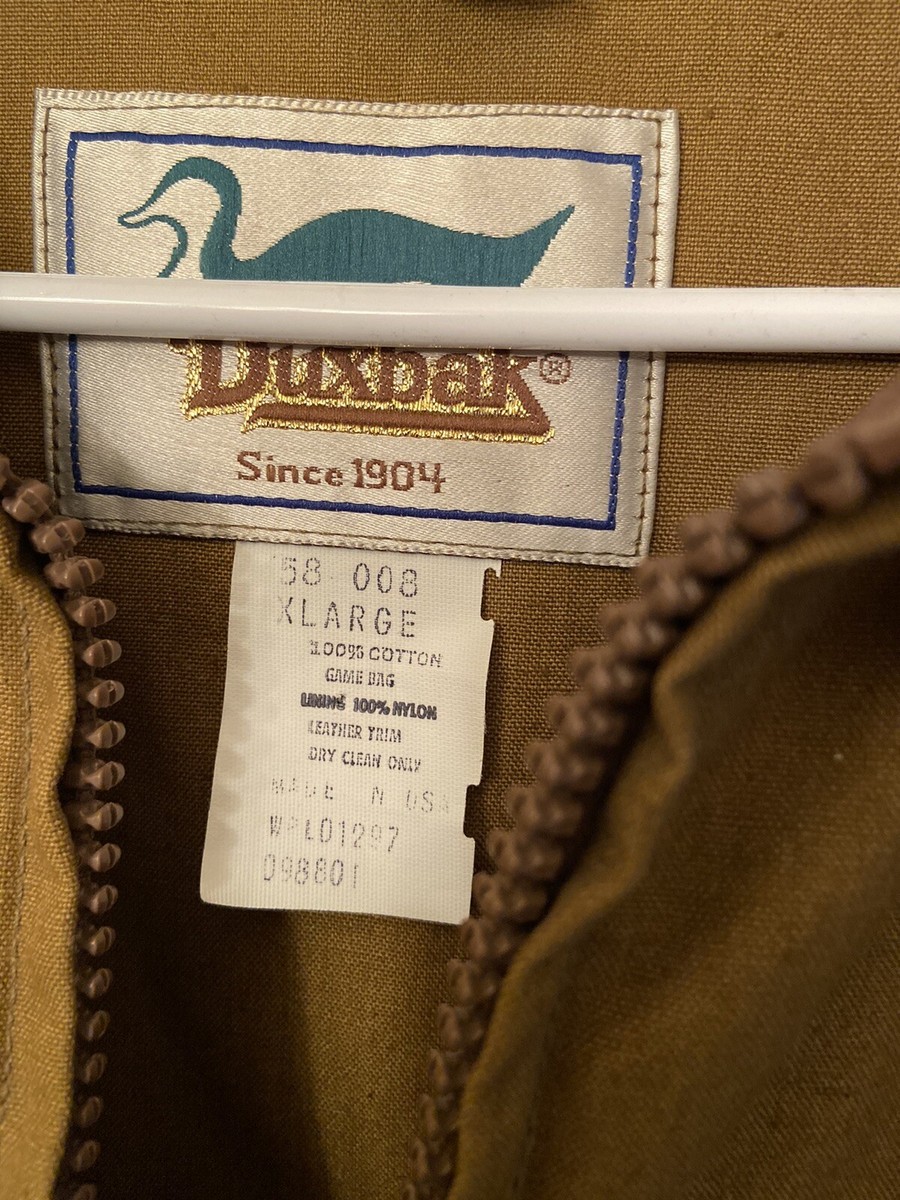 Duxbak®
Since 1904
58 008
XLARGE
100% COTTON
GAME BAG
LINING 100% NYLON
LEATHER TRIM
DRY CLEAN ONLY
MADE N USA
WPL01297
098801